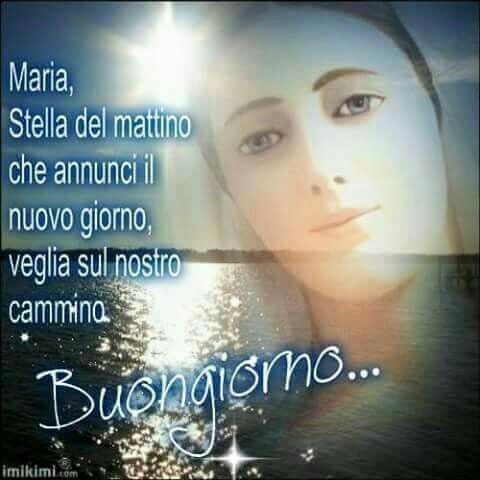 Maria,
Stella del mattino
che annunci il
nuovo giorno,
veglia sul nostro
cammino.
Buongiorno...
imikimi.com